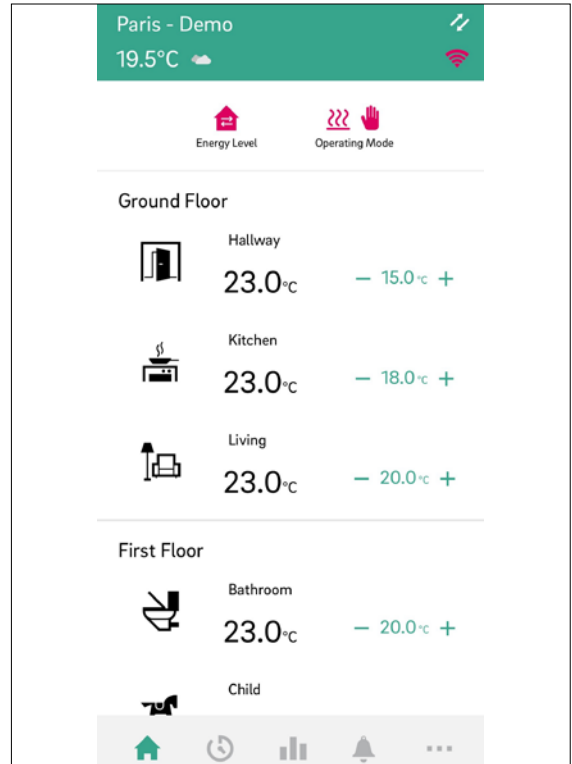 Paris - Demo
19.5°C
Energy Level
Operating Mode
Ground Floor
Hallway
23.0°C
− 15.0 °C +
Kitchen
23.0°C
− 18.0 °C +
Living
23.0°C
− 20.0 °C +
First Floor
Bathroom
23.0°C
− 20.0 °C +
Child